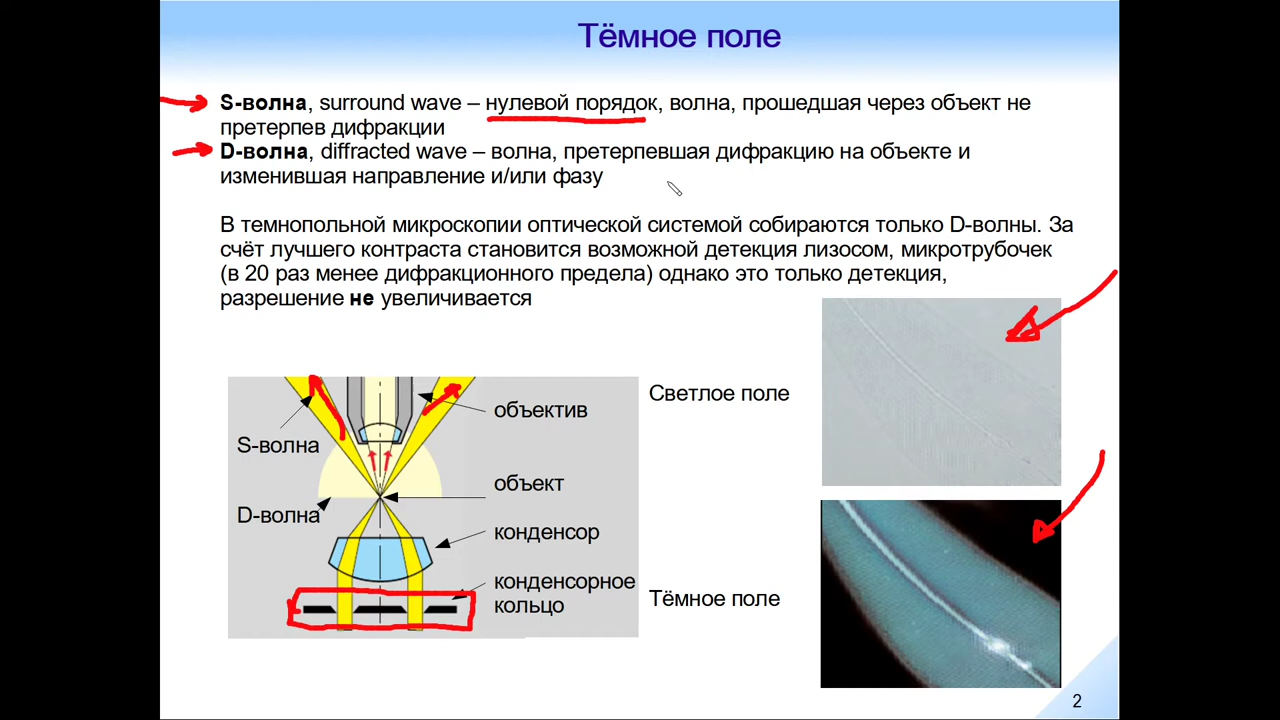 Тёмное поле
S-волна, surround wave – нулевой порядок, волна, прошедшая через объект не
претерпев дифракции
D-волна, diffracted wave – волна, претерпевшая дифракцию на объекте и
изменившая направление и/или фазу
В темнопольной микроскопии оптической системой собираются только D-волны. За
счёт лучшего контраста становится возможной детекция лизосом, микротрубочек
(в 20 раз менее дифракционного предела) однако это только детекция,
разрешение не увеличивается
Светлое поле
объектив
S-волна
объект
D-волна
конденсор
конденсорное
кольцо
Тёмное поле
2